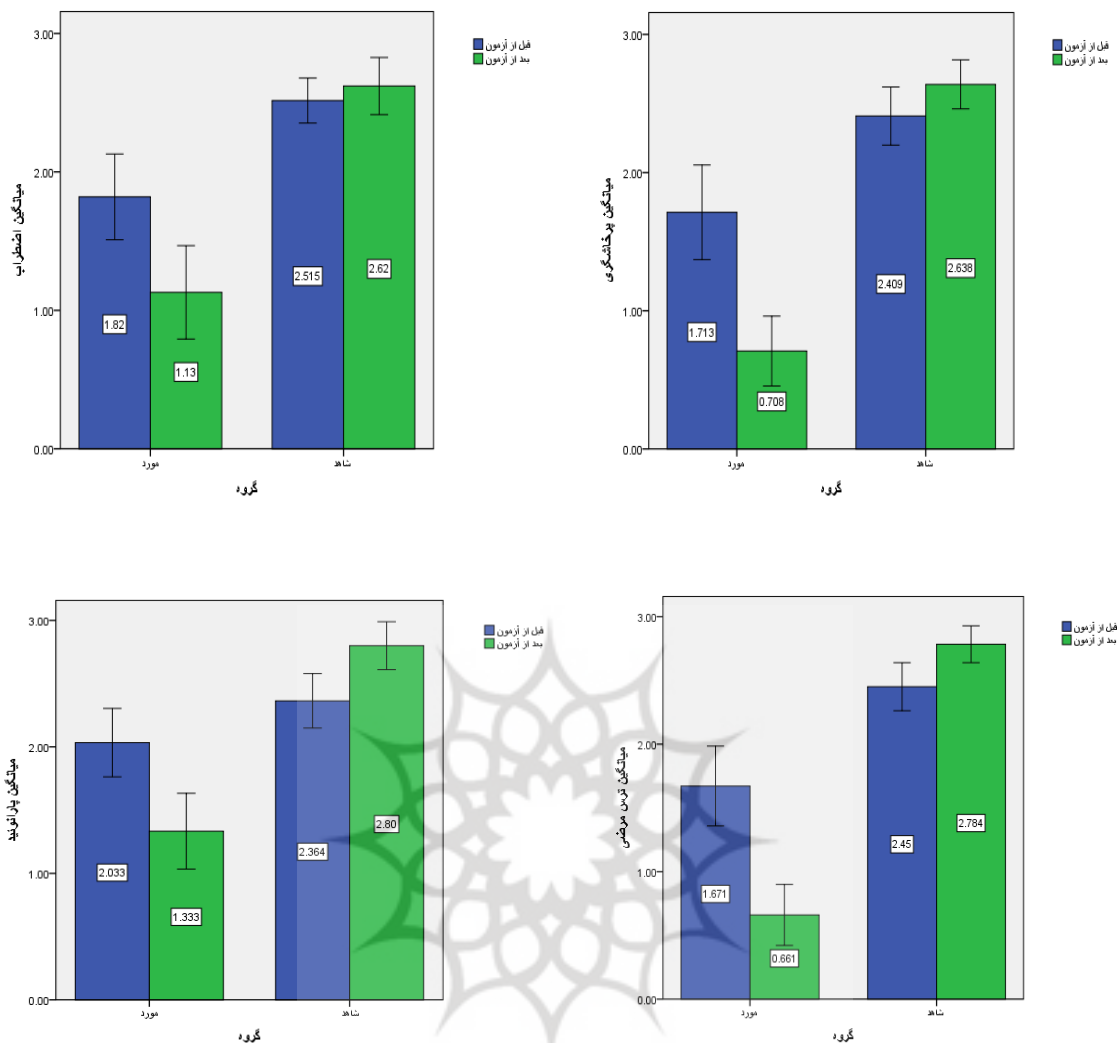 3.00
2.00
1.00
0.00
میانگین اضطراب
1.82
1.13
2.515
2.62
مورد
شاهد
گروه
قبل از آزمون
بعد از آزمون
3.00
2.00
1.00
0.00
میانگین پرخاشگری
1.713
0.708
2.409
2.638
مورد
شاهد
گروه
قبل از آزمون
بعد از آزمون
3.00
2.00
1.00
0.00
میانگین پارانوئید
2.033
1.333
2.364
2.80
مورد
شاهد
گروه
قبل از آزمون
بعد از آزمون
3.00
2.00
1.00
0.00
میانگین ترس مرضی
1.671
0.661
2.45
2.784
مورد
شاهد
گروه
قبل از آزمون
بعد از آزمون